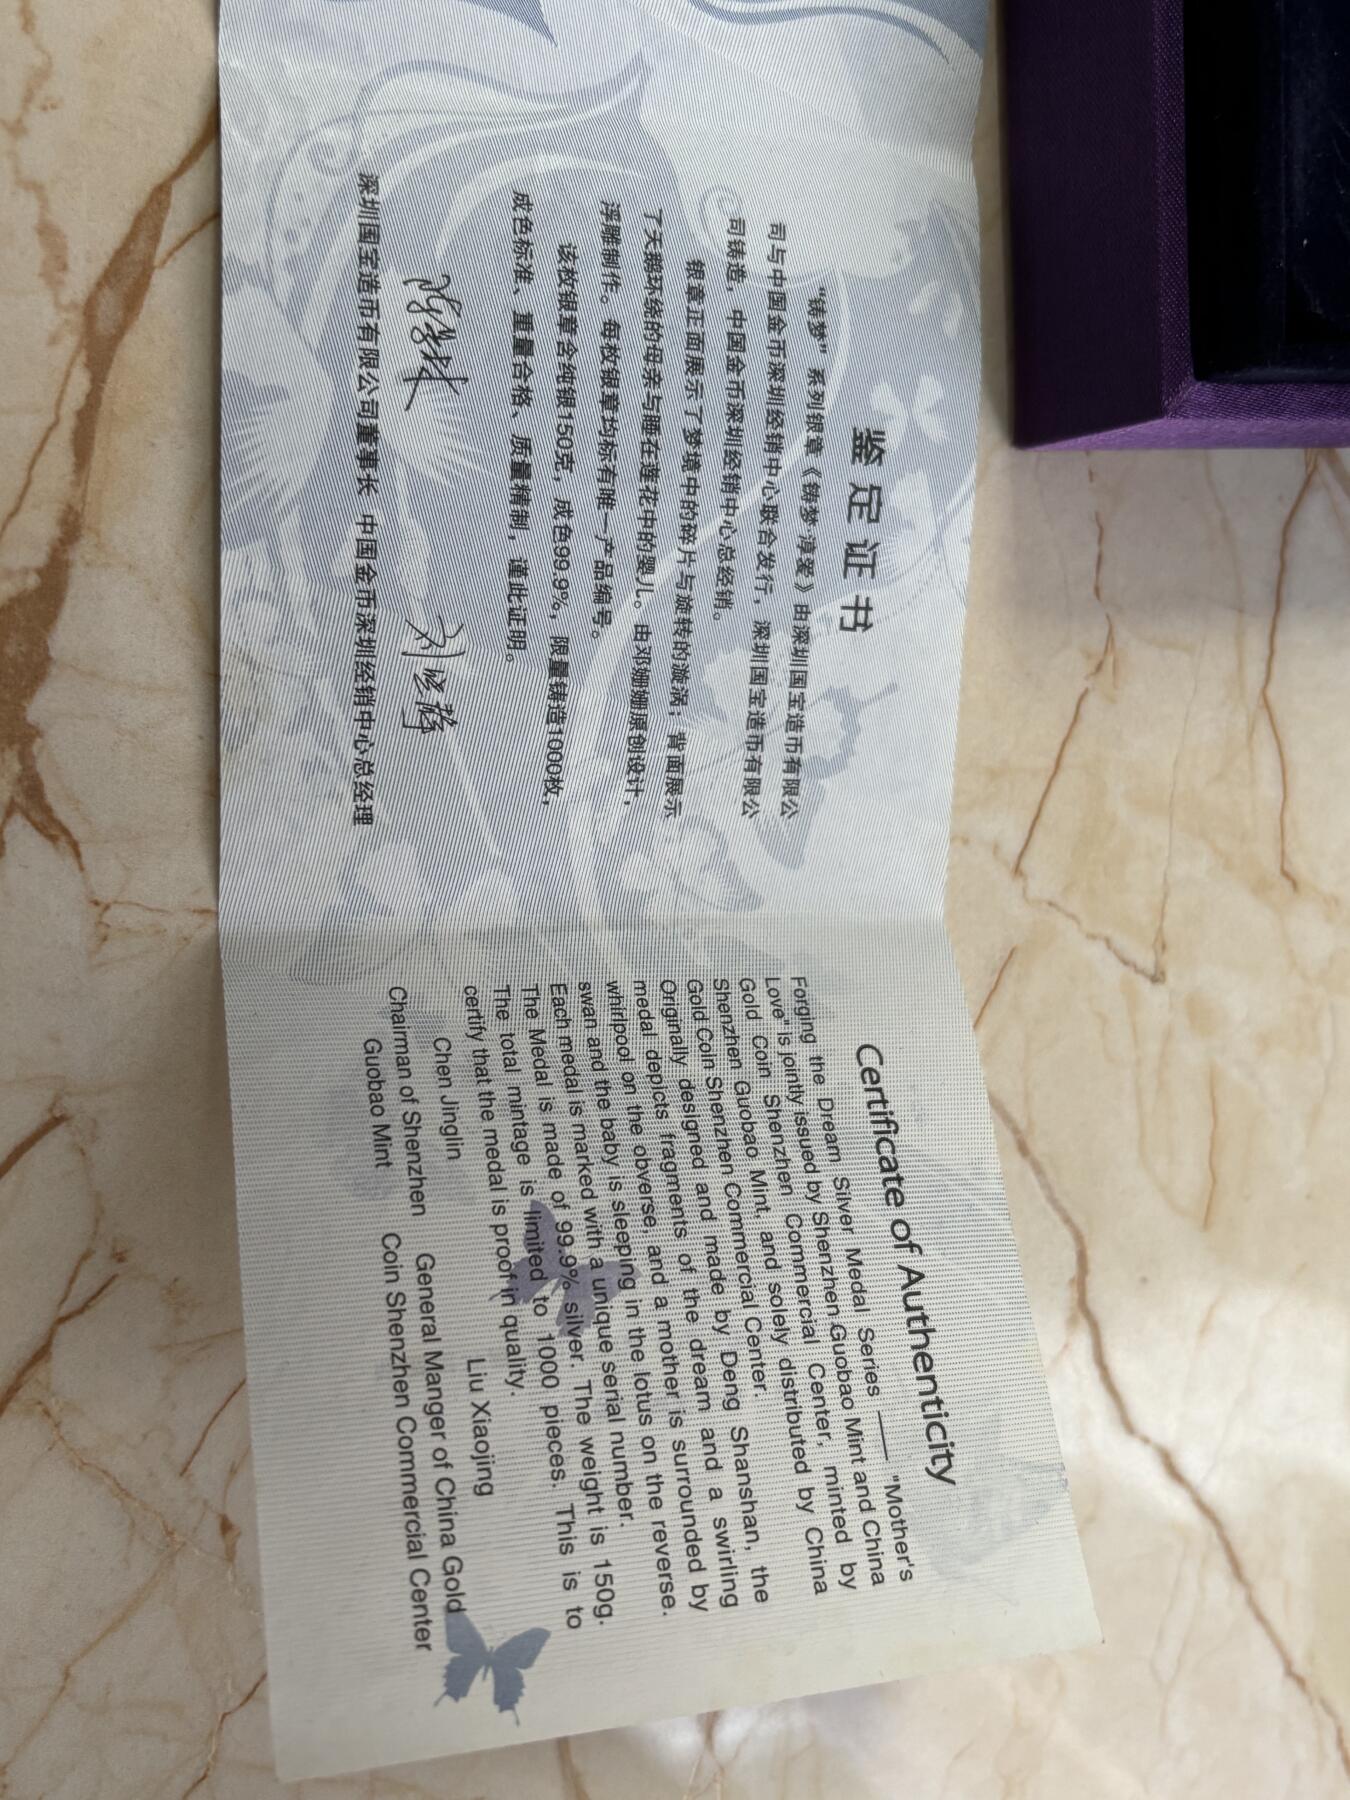 鉴定证书
“铸梦”系列银章《铸梦·淳爱》由深圳国宝造币有限公
司与中国金币深圳经销中心联合发行，深圳国宝造币有限公
司铸造，中国金币深圳经销中心总经销。
银章正面展示了梦境中的碎片与旋转的漩涡；背面展示
了天鹅环绕的母亲与睡在莲花中的婴儿。由邓姗姗原创设计，
浮雕制作。每枚银章均标有唯一产品编号。
该枚银章含纯银150克，成色99.9%，限量铸造1000枚，
成色标准、重量合格、质量精制，谨此证明。
深圳国宝造币有限公司董事长 中国金币深圳经销中心总经理
Certificate of Authenticity
Forging the Dream Silver Medal Series —— "Mother's
Love" is jointly issued by Shenzhen Guobao Mint and China
Gold Coin Shenzhen Commercial Center, minted by
Shenzhen Guobao Mint, and solely distributed by China
Gold Coin Shenzhen Commercial Center.
Originally designed and made by Deng Shanshan, the
medal depicts fragments of the dream and a swirling
whirlpool on the obverse, and a mother is surrounded by
swan and the baby is sleeping in the lotus on the reverse.
Each medal is marked with a unique serial number.
The Medal is made of 99.9% silver. The weight is 150g.
The total mintage is limited to 1000 pieces. This is to
certify that the medal is proof in quality.
Chen Jinglin Liu Xiaojing
Chairman of Shenzhen General Manger of China Gold
Guobao Mint Coin Shenzhen Commercial Center